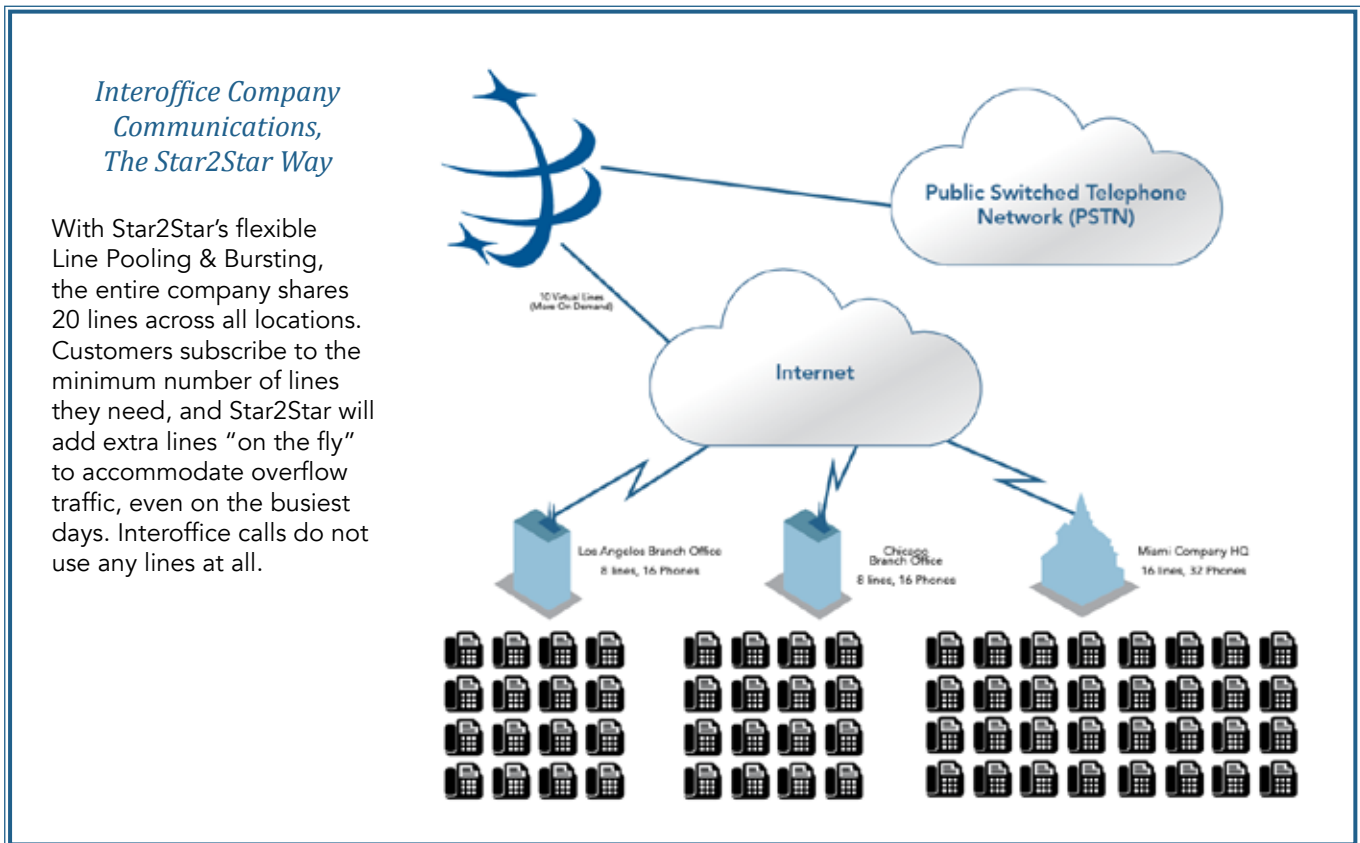 Interoffice Company
Communications,
The Star2Star Way
With Star2Star’s flexible
Line Pooling & Bursting,
the entire company shares
20 lines across all locations.
Customers subscribe to the
minimum number of lines
they need, and Star2Star will
add extra lines “on the fly”
to accommodate overflow
traffic, even on the busiest
days. Interoffice calls do not
use any lines at all.
Public Switched Telephone
Network (PSTN)
10 Virtual Lines
(More On Demand)
Internet
Los Angelos Branch Office
8 lines, 16 Phones
Chicago
Branch Office
8 lines, 16 Phones
Miami Company HQ
16 lines, 32 Phones